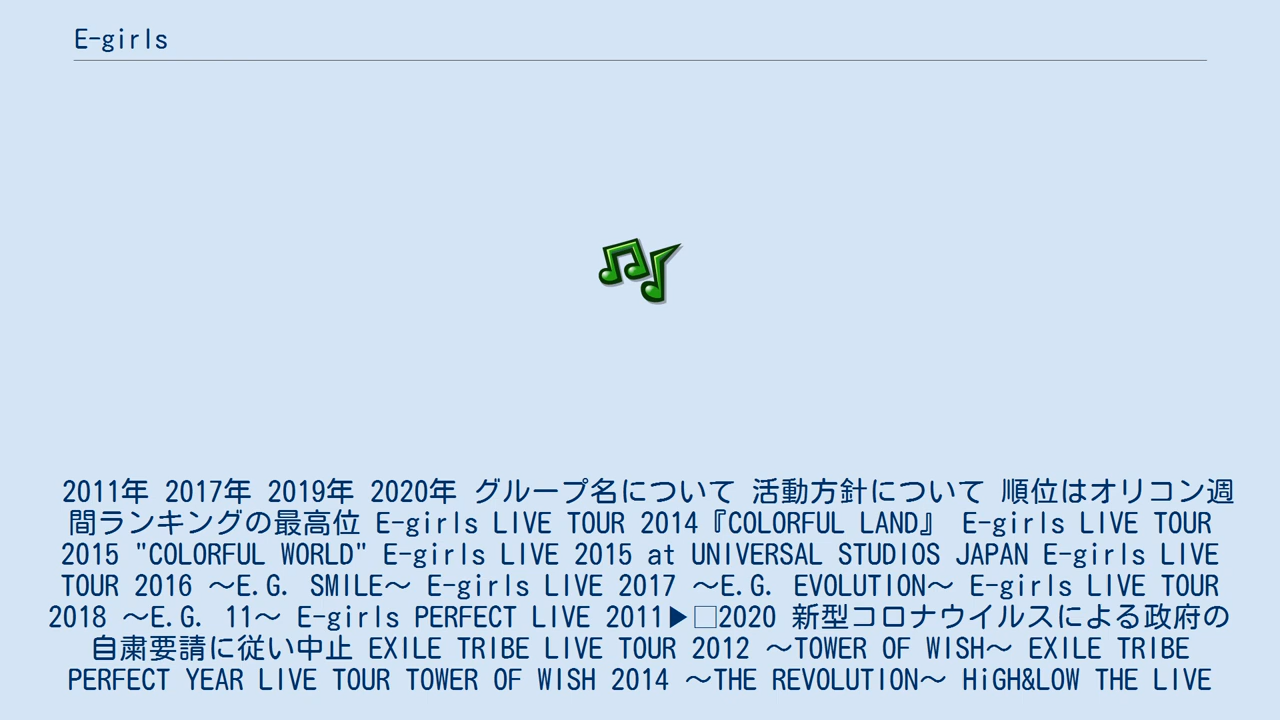 E-girls
2011年 2017年 2019年 2020年 グループ名について 活動方針について 順位はオリコン週
間ランキングの最高位 E-girls LIVE TOUR 2014『COLORFUL LAND』 E-girls LIVE TOUR
2015 "COLORFUL WORLD" E-girls LIVE 2015 at UNIVERSAL STUDIOS JAPAN E-girls LIVE
TOUR 2016 〜E.G. SMILE〜 E-girls LIVE 2017 〜E.G. EVOLUTION〜 E-girls LIVE TOUR
2018 〜E.G. 11〜 E-girls PERFECT LIVE 2011▶□2020 新型コロナウイルスによる政府の
自粛要請に従い中止 EXILE TRIBE LIVE TOUR 2012 〜TOWER OF WISH〜 EXILE TRIBE
PERFECT YEAR LIVE TOUR TOWER OF WISH 2014 〜THE REVOLUTION〜 HiGH&LOW THE LIVE